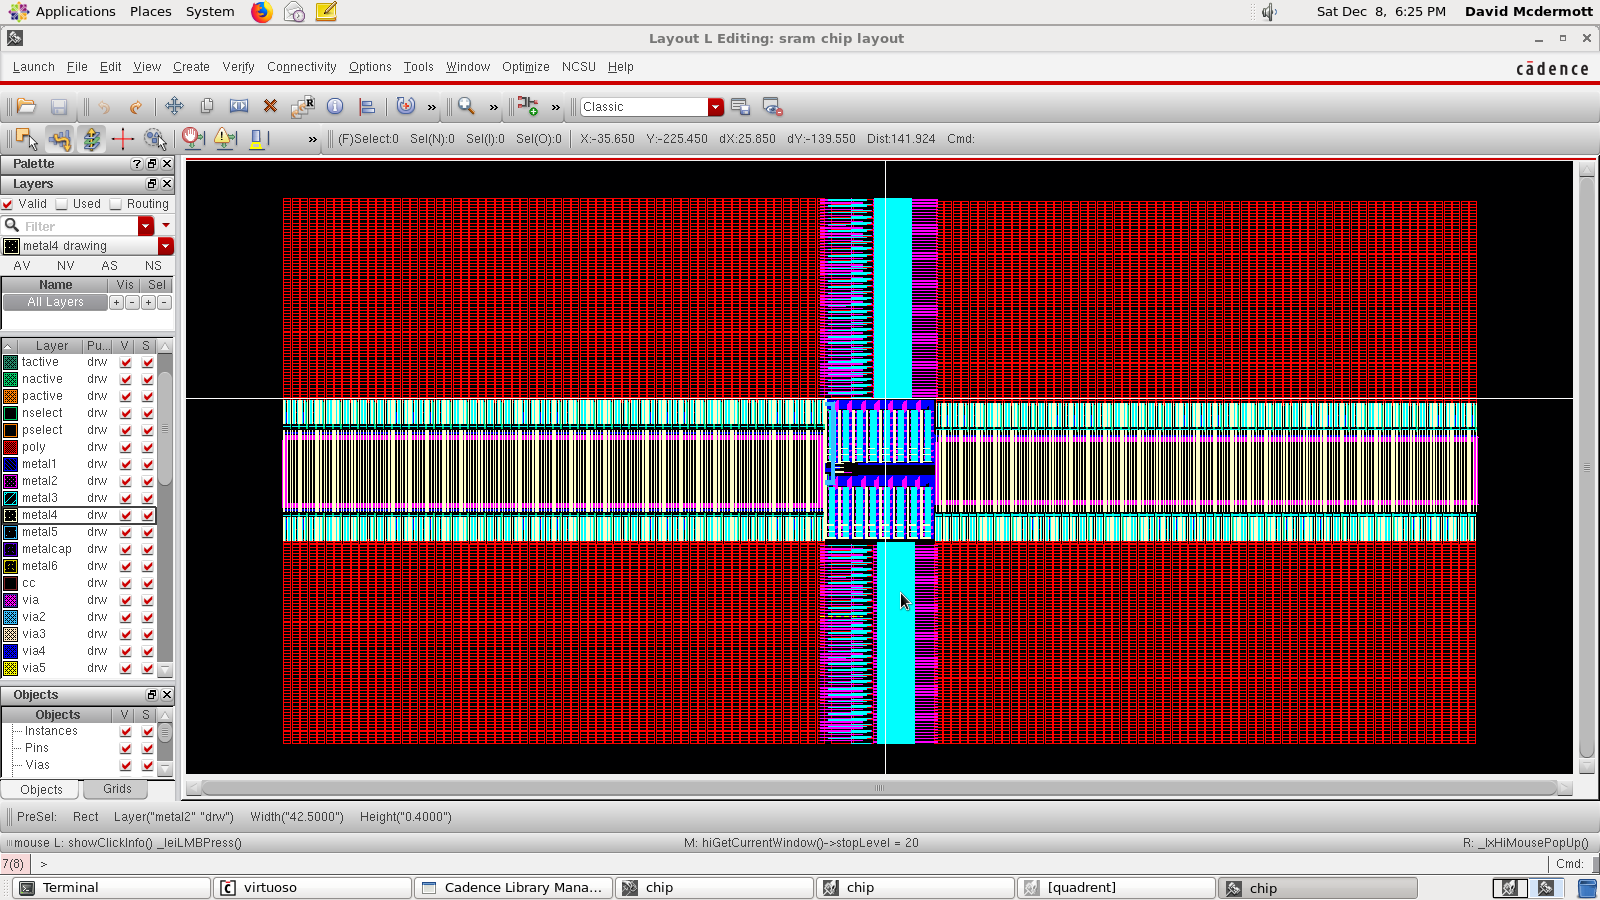 Applications Places System Sat Dec 8, 6:25 PM David Mcdermott
Layout L Editing: sram chip layout
Launch File Edit View Create Verify Connectivity Options Tools Window Optimize NCSU Help cādence
» » » Classic
» (F)Select:0 Sel(N):0 Sel(I):0 Sel(O):0 X:-35.650 Y:-225.450 dX:25.850 dY:-139.550 Dist:141.924 Cmd:
Palette
Layers
Valid Used Routing
Filter
metal4 drawing
AV NV AS NS
Name Vis Sel
All Layers + - + -
Layer Pu... V S
tactive drw
nactive drw
pactive drw
nselect drw
pselect drw
poly drw
metal1 drw
metal2 drw
metal3 drw
metal4 drw
metal5 drw
metalcap drw
metal6 drw
cc drw
via drw
via2 drw
via3 drw
via4 drw
via5 drw
Objects
Objects V S
Instances
Pins
Vias
Objects Grids
PreSel: Rect Layer("metal2" "drw") Width("42.5000") Height("0.4000")
mouse L: showClickInfo() _leiLMBPress() M: hiGetCurrentWindow()->stopLevel = 20 R: _lxHiMousePopUp()
7(8) > Cmd:
Terminal virtuoso Cadence Library Mana... chip chip [quadrent] chip